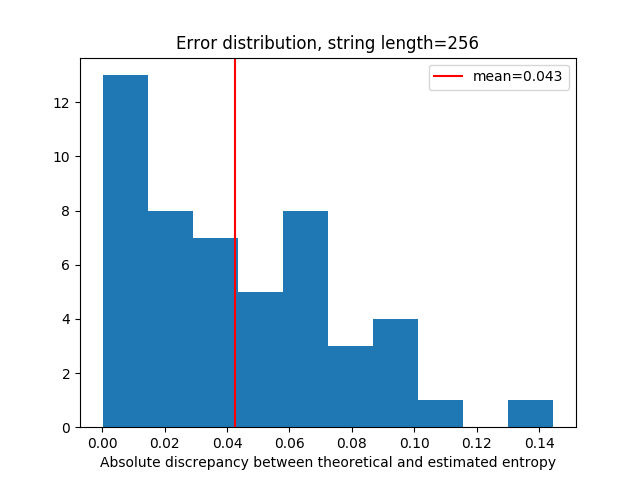 Error distribution, string length=256
mean=0.043
12
10
8
6
4
2
0
0.00 0.02 0.04 0.06 0.08 0.10 0.12 0.14
Absolute discrepancy between theoretical and estimated entropy